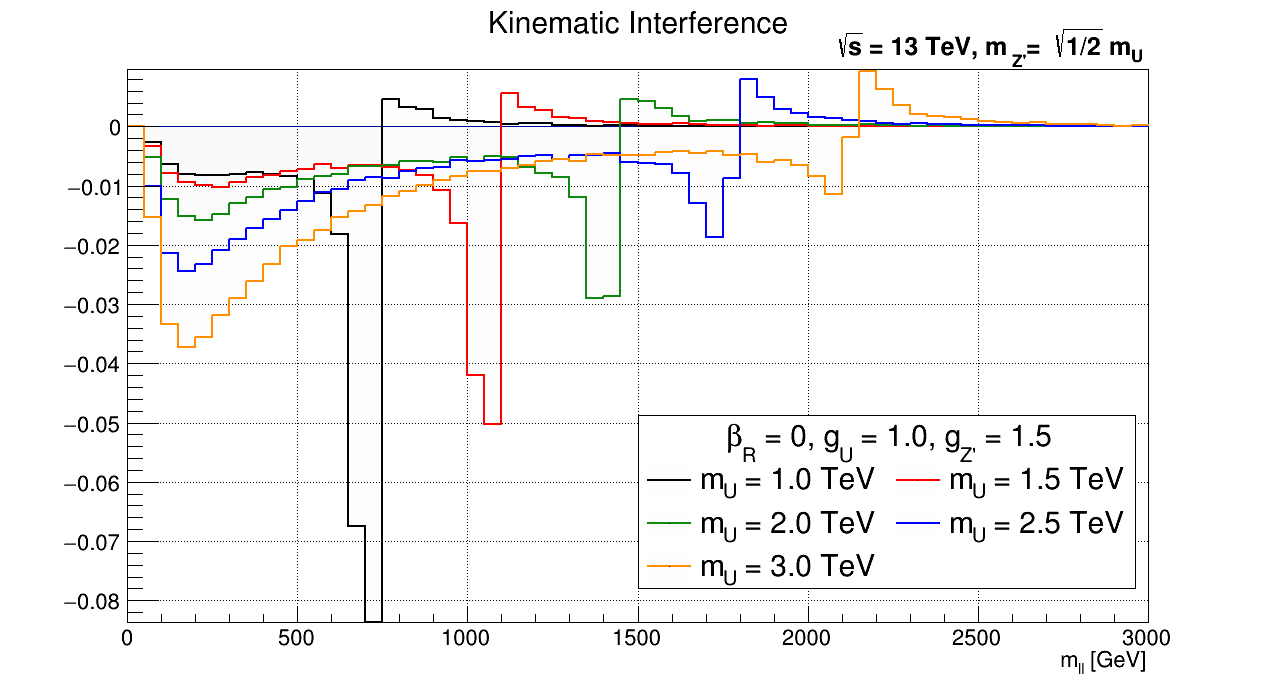 Kinematic Interference
√s = 13 TeV, m_Z'= √1/2 m_U
0
−0.01
−0.02
−0.03
−0.04
−0.05
−0.06
−0.07
−0.08
β_R = 0, g_U = 1.0, g_Z' = 1.5
m_U = 1.0 TeV m_U = 1.5 TeV
m_U = 2.0 TeV m_U = 2.5 TeV
m_U = 3.0 TeV
0 500 1000 1500 2000 2500 3000
m_ll [GeV]